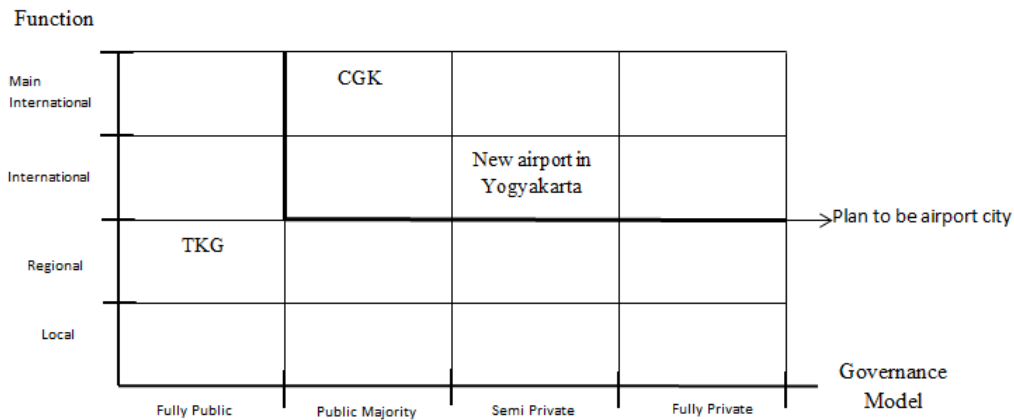 Function
Main
International
CGK
International
New airport in
Yogyakarta
Plan to be airport city
TKG
Regional
Local
Governance
Model
Fully Public
Public Majority
Semi Private
Fully Private